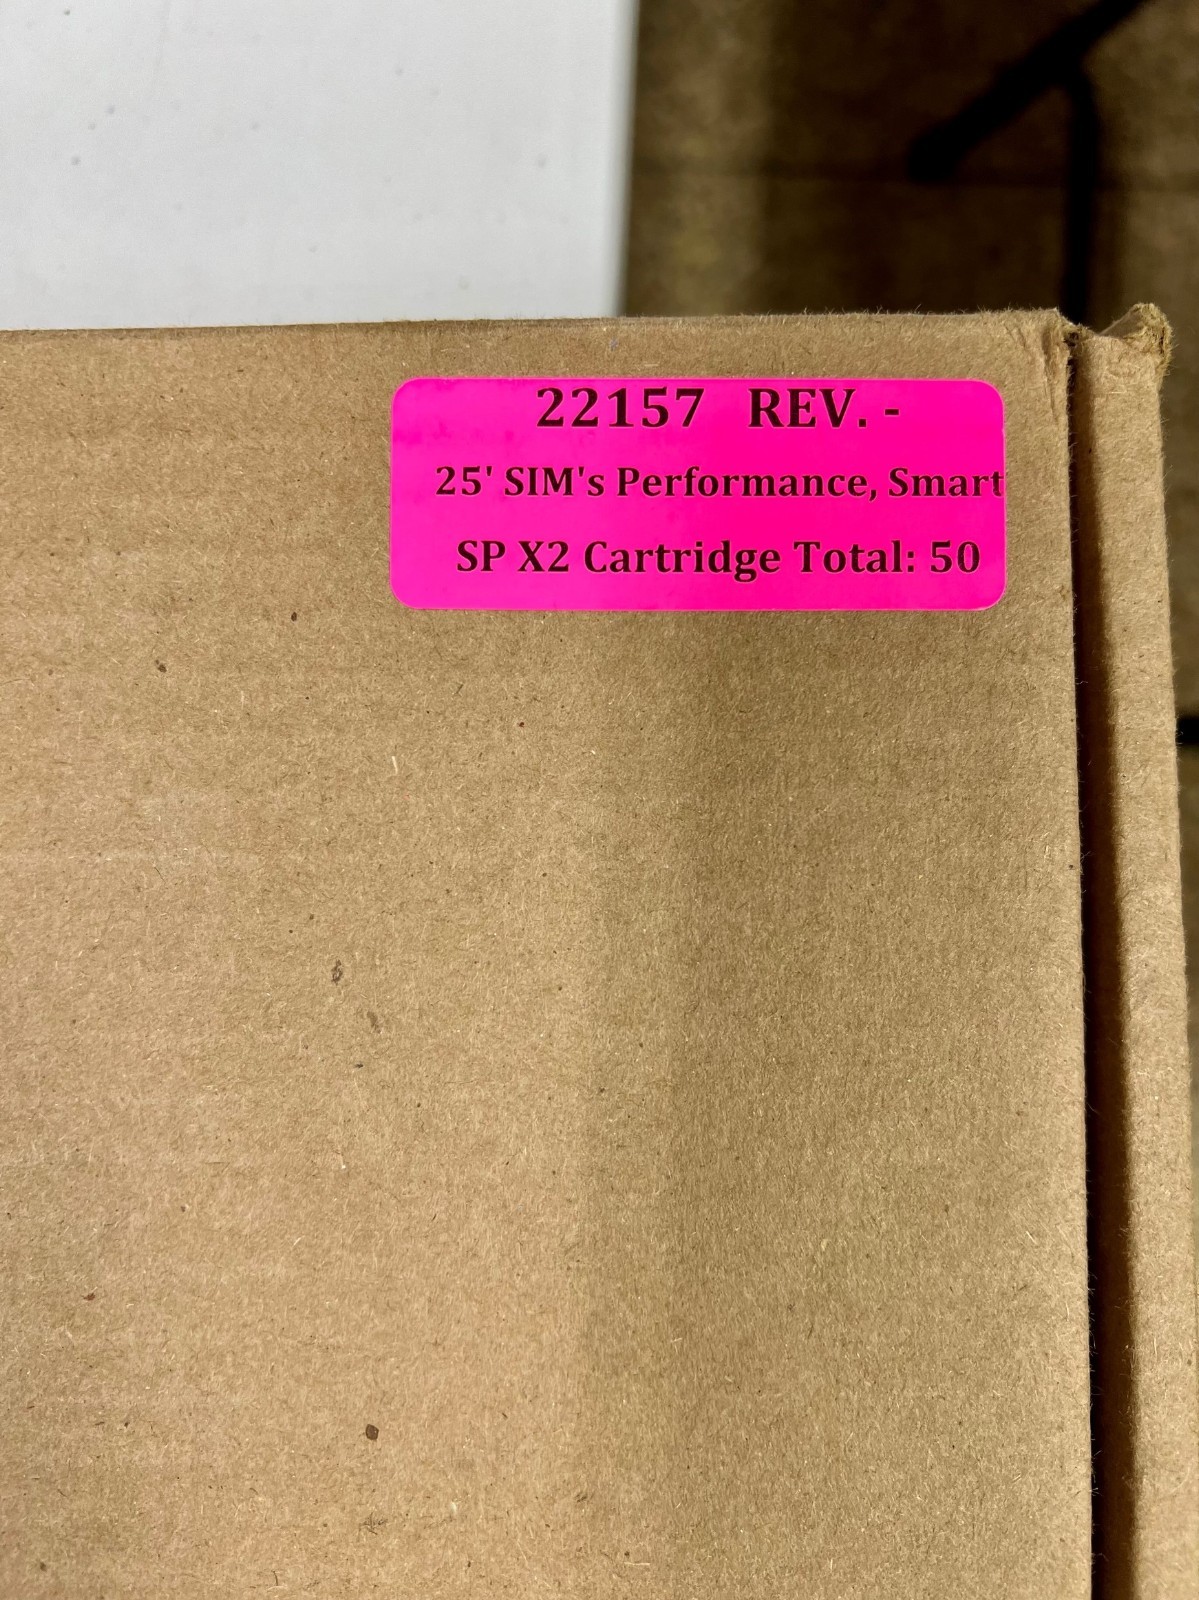 22157 REV. -
25' SIM's Performance, Smart
SP X2 Cartridge Total: 50